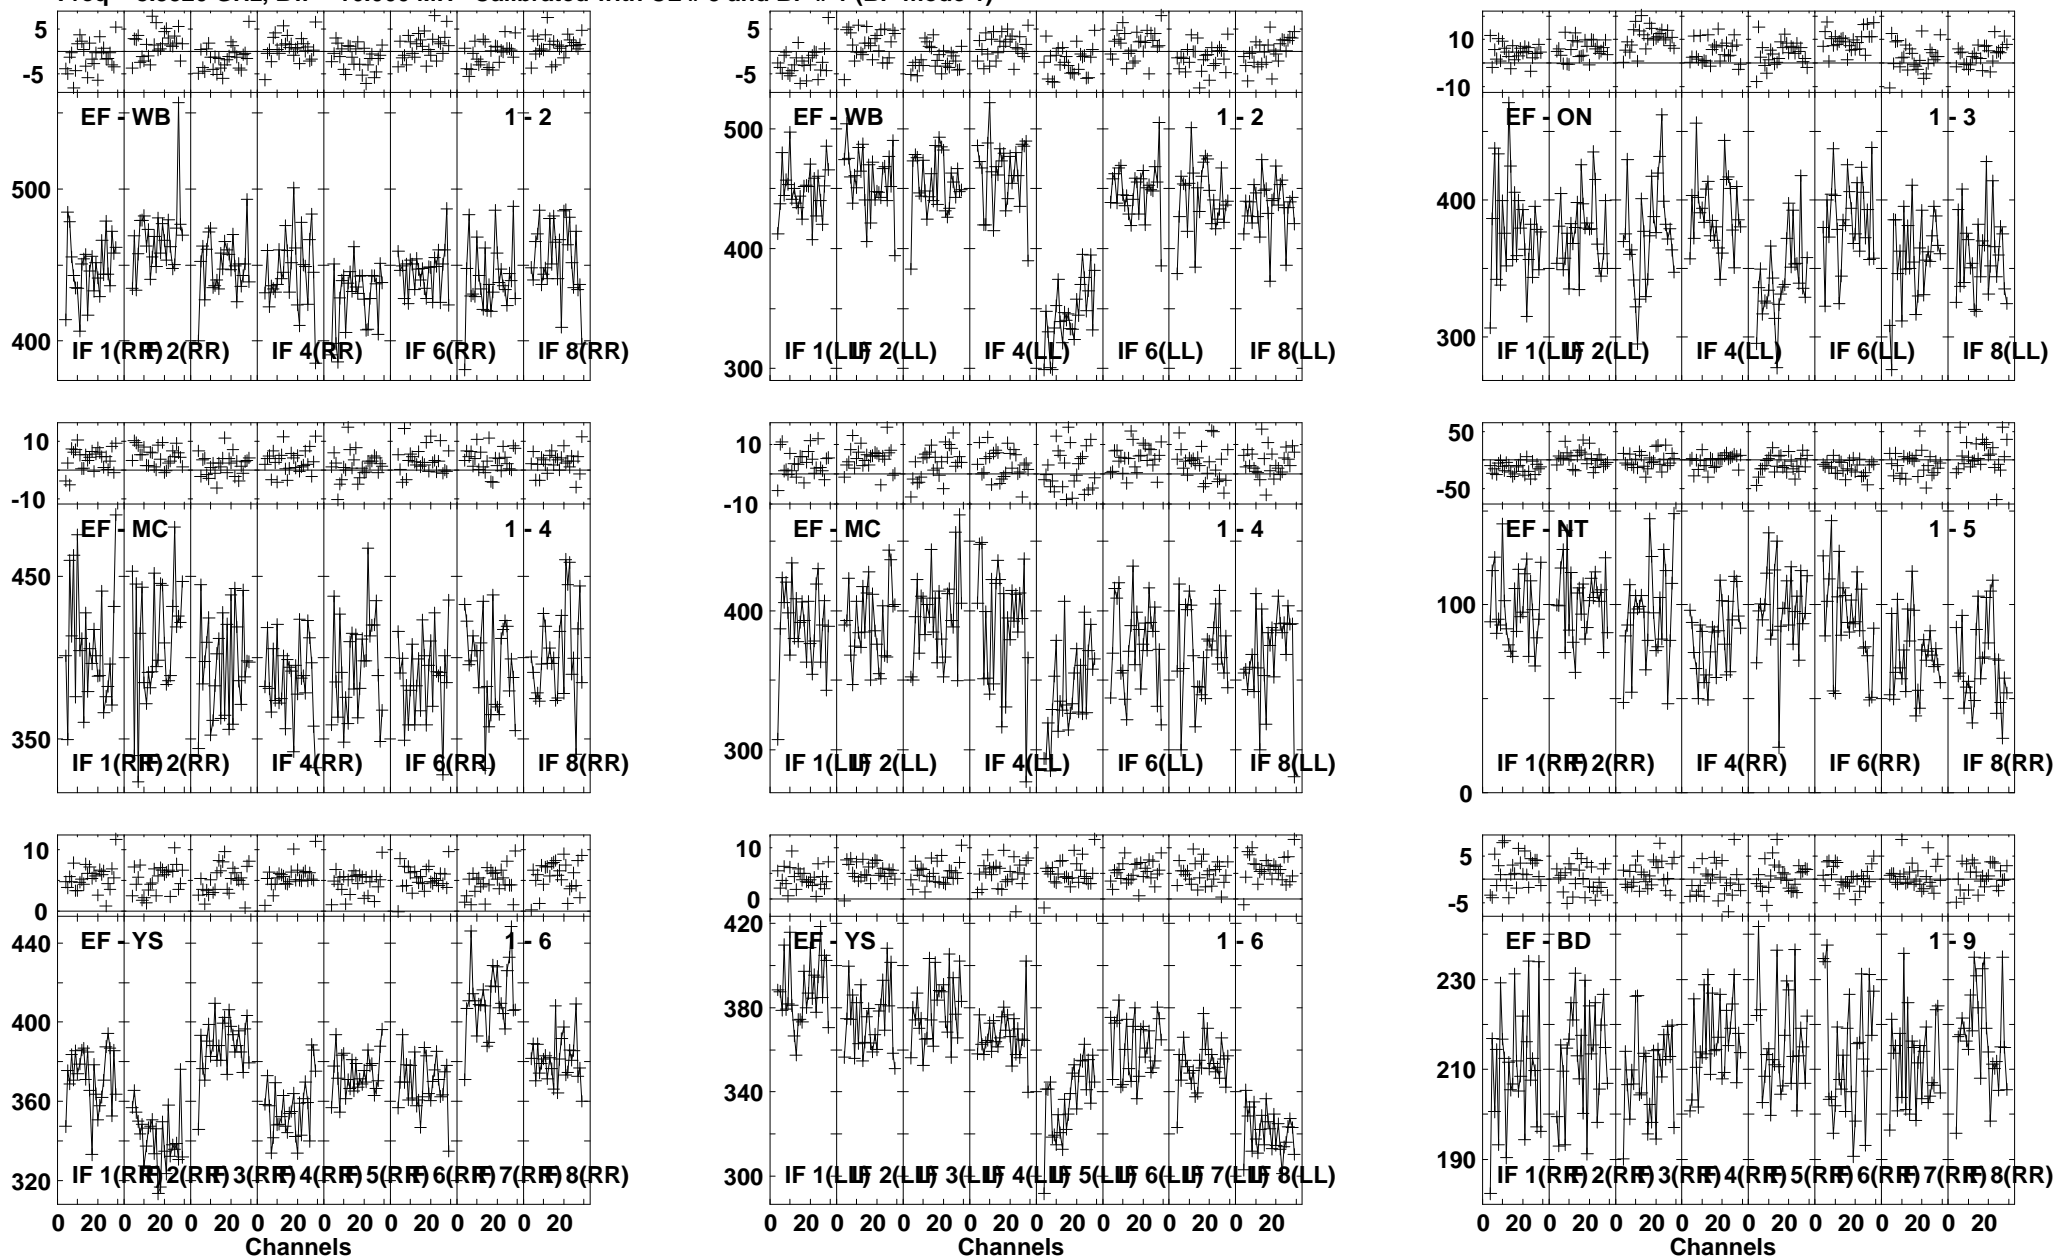 5 5 10
-5 -5 -10
EF - WB 1 - 2 EF - WB 1 - 2 EF - ON 1 - 3
500 500 400
400 400 300
300
IF 1(RR) IF 2(RR) IF 4(RR) IF 6(RR) IF 8(RR) IF 1(LL) IF 2(LL) IF 4(LL) IF 6(LL) IF 8(LL) IF 1(LL) IF 2(LL) IF 4(LL) IF 6(LL) IF 8(LL)
10 10 50
-10 -10 -50
EF - MC 1 - 4 EF - MC 1 - 4 EF - NT 1 - 5
450 400 100
350 300 0
IF 1(RR) IF 2(RR) IF 4(RR) IF 6(RR) IF 8(RR) IF 1(LL) IF 2(LL) IF 4(LL) IF 6(LL) IF 8(LL) IF 1(RR) IF 2(RR) IF 4(RR) IF 6(RR) IF 8(RR)
10 10 5
0 0 -5
EF - YS 1 - 6 EF - YS 1 - 6 EF - BD 1 - 9
440 420 230
400 380 210
360 340 190
320 300
IF 1(RR) IF 2(RR) IF 3(RR) IF 4(RR) IF 5(RR) IF 6(RR) IF 7(RR) IF 8(RR) IF 1(LL) IF 2(LL) IF 3(LL) IF 4(LL) IF 5(LL) IF 6(LL) IF 7(LL) IF 8(LL) IF 1(RR) IF 2(RR) IF 3(RR) IF 4(RR) IF 5(RR) IF 6(RR) IF 7(RR) IF 8(RR)
0 20 0 20 0 20 0 20 0 20 0 20 0 20 0 20 0 20 0 20 0 20 0 20 0 20 0 20 0 20 0 20 0 20 0 20 0 20 0 20 0 20 0 20 0 20 0 20
Channels Channels Channels